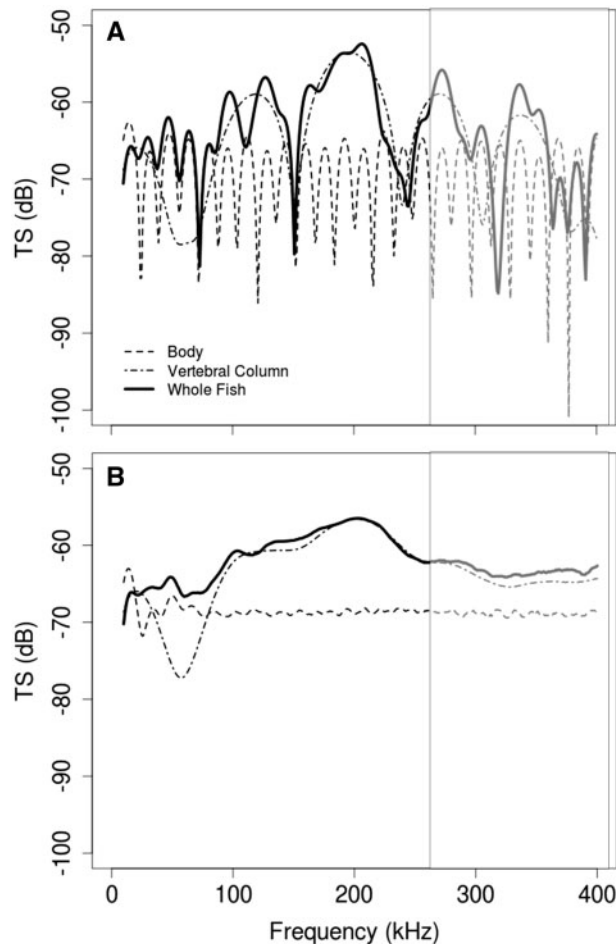 A
-50
-60
-70
-80
-90
-100
TS (dB)
Body
Vertebral Column
Whole Fish
B
-50
-60
-70
-80
-90
-100
TS (dB)
0 100 200 300 400
Frequency (kHz)